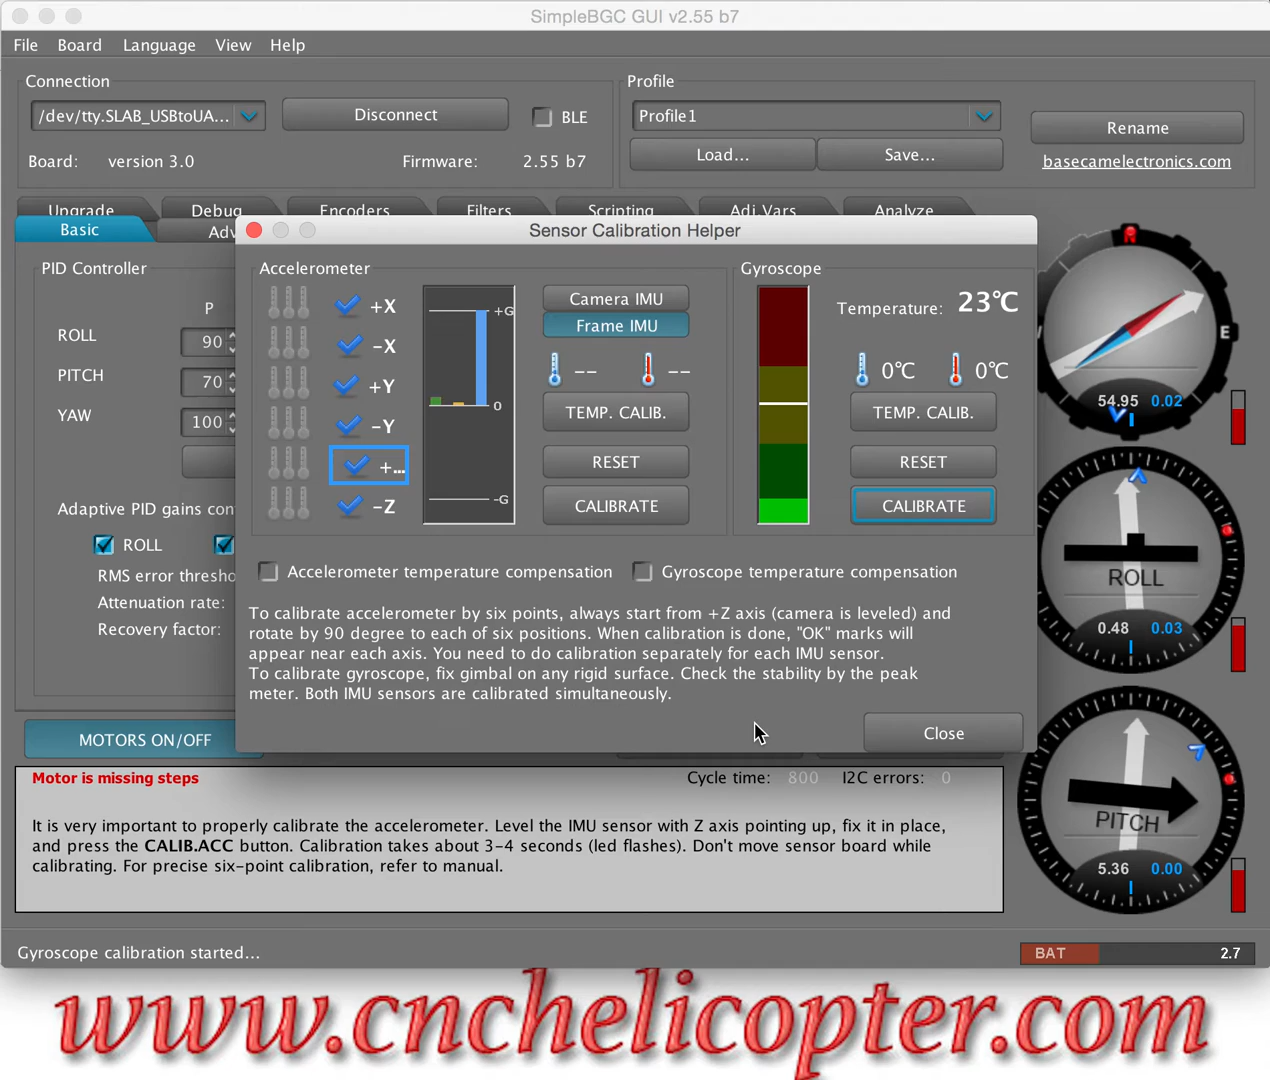 SimpleBGC GUI v2.55 b7
File Board Language View Help
Connection
Profile
/dev/tty.SLAB_USBtoUA...
Disconnect
BLE
Profile1
Rename
Board: version 3.0
Firmware: 2.55 b7
Load...
Save...
basecamelectronics.com
Upgrade Debug Encoders Filters Scripting Adj.Vars Analyze
Basic
Adv
Sensor Calibration Helper
PID Controller
P
ROLL 90
PITCH 70
YAW 100
Adaptive PID gains con
ROLL
RMS error thresho
Attenuation rate:
Recovery factor:
Accelerometer
+X
-X
+Y
-Y
+...
-Z
+G
0
-G
Camera IMU
Frame IMU
-- --
TEMP. CALIB.
RESET
CALIBRATE
Gyroscope
Temperature: 23℃
0℃ 0℃
TEMP. CALIB.
RESET
CALIBRATE
Accelerometer temperature compensation
Gyroscope temperature compensation
To calibrate accelerometer by six points, always start from +Z axis (camera is leveled) and
rotate by 90 degree to each of six positions. When calibration is done, "OK" marks will
appear near each axis. You need to do calibration separately for each IMU sensor.
To calibrate gyroscope, fix gimbal on any rigid surface. Check the stability by the peak
meter. Both IMU sensors are calibrated simultaneously.
Close
E
54.95 0.02
ROLL
0.48 0.03
PITCH
5.36 0.00
MOTORS ON/OFF
Motor is missing steps
Cycle time: 800 I2C errors: 0
It is very important to properly calibrate the accelerometer. Level the IMU sensor with Z axis pointing up, fix it in place,
and press the CALIB.ACC button. Calibration takes about 3-4 seconds (led flashes). Don't move sensor board while
calibrating. For precise six-point calibration, refer to manual.
Gyroscope calibration started...
BAT 2.7
www.cnchelicopter.com